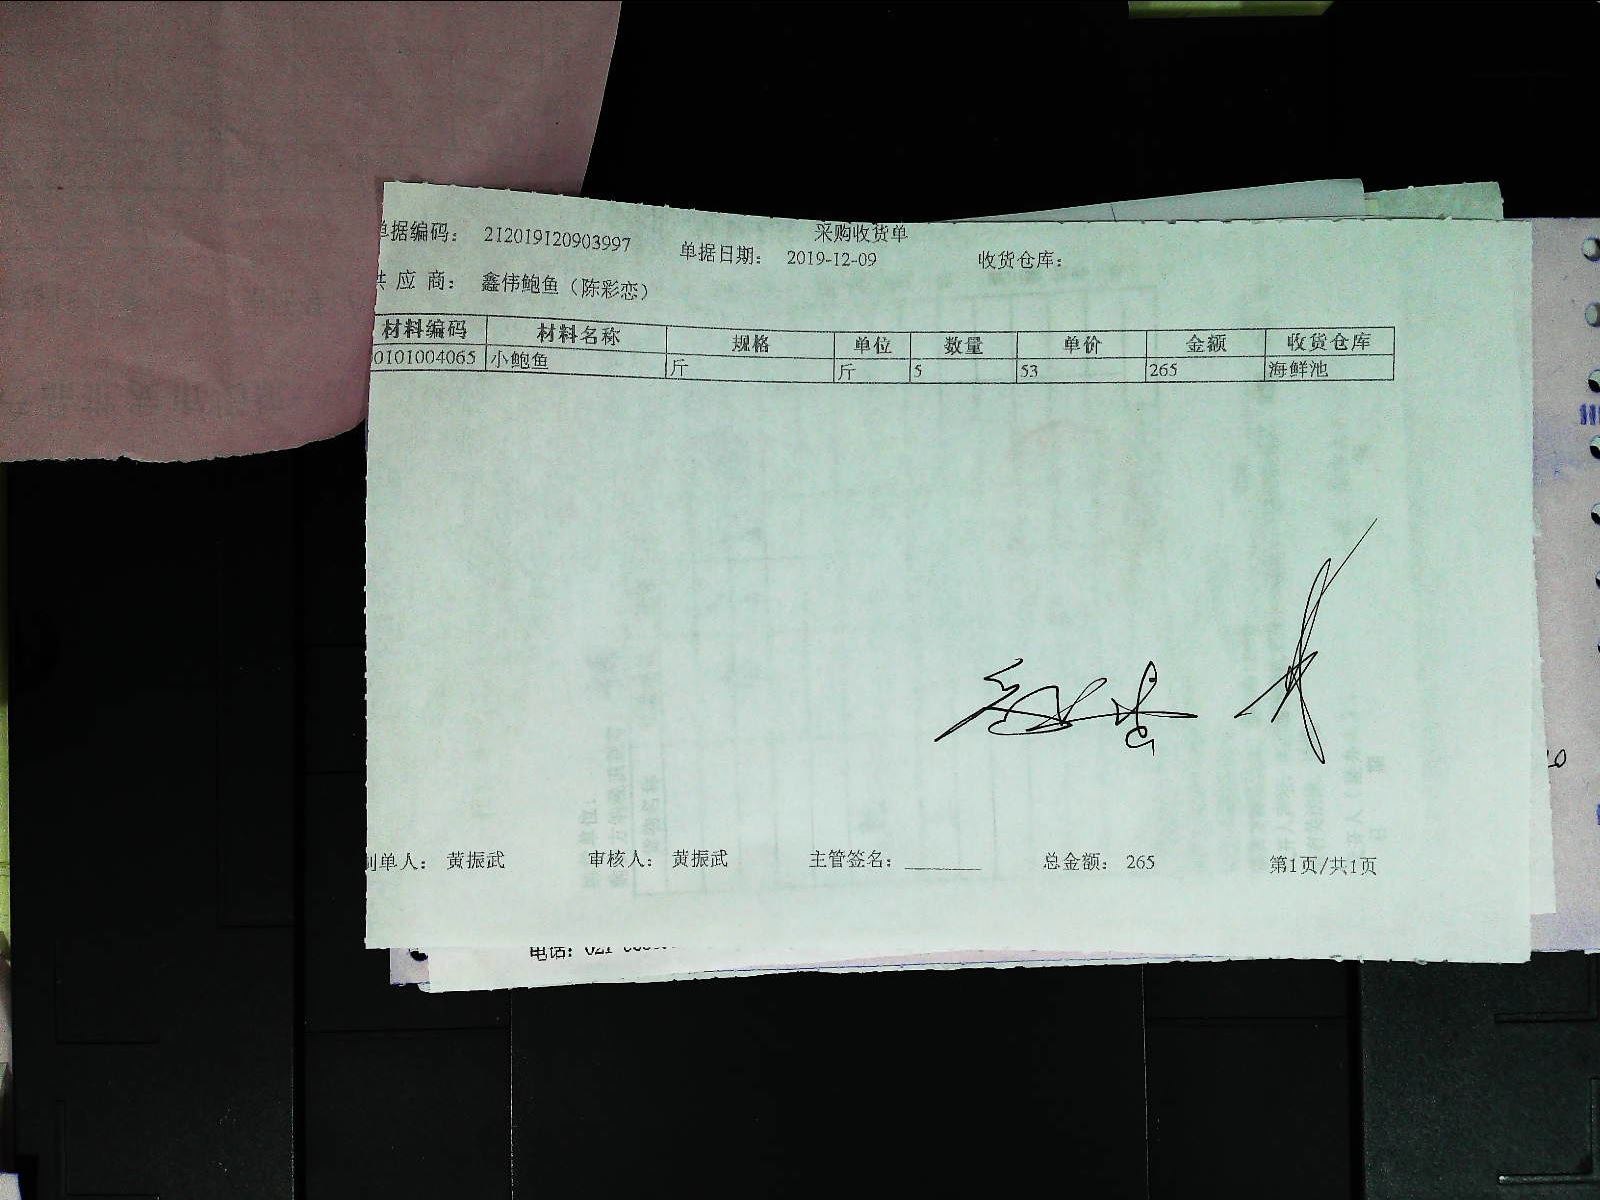 采购收货单
单据编码： 212019120903997 单据日期： 2019-12-09 收货仓库：
供 应 商： 鑫伟鲍鱼（陈彩恋）
材料编码 材料名称 规格 单位 数量 单价 金额 收货仓库
0101004065 小鲍鱼 斤 斤 5 53 265 海鲜池
制单人： 黄振武 审核人： 黄振武 主管签名： 总金额： 265 第1页/共1页
电话：021